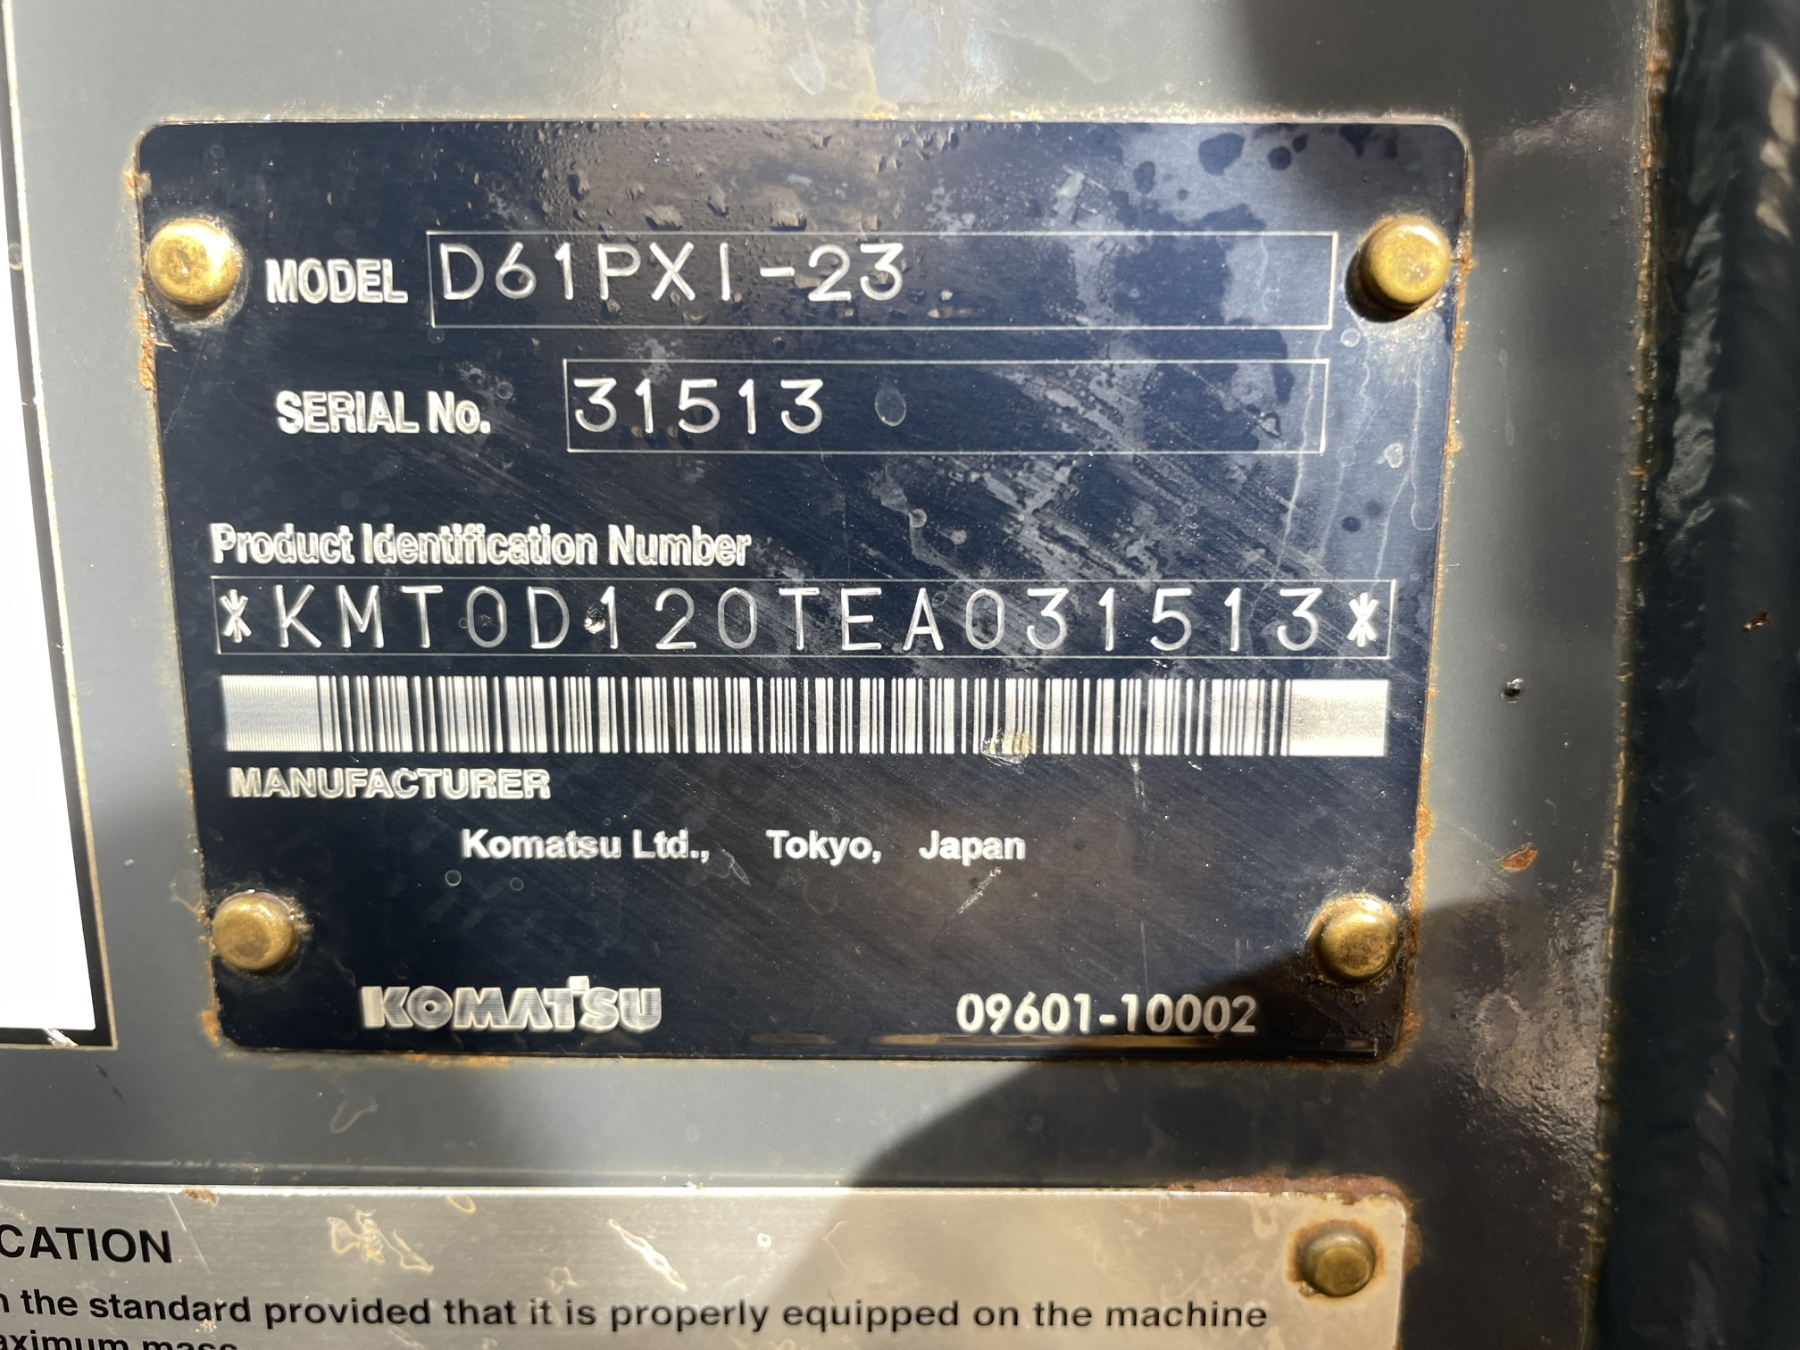 MODEL D61PXI-23
SERIAL No. 31513
Product Identification Number
*KMT0D120TEA031513*
MANUFACTURER
Komatsu Ltd., Tokyo, Japan
KOMATSU 09601-10002
CATION
the standard provided that it is properly equipped on the machine